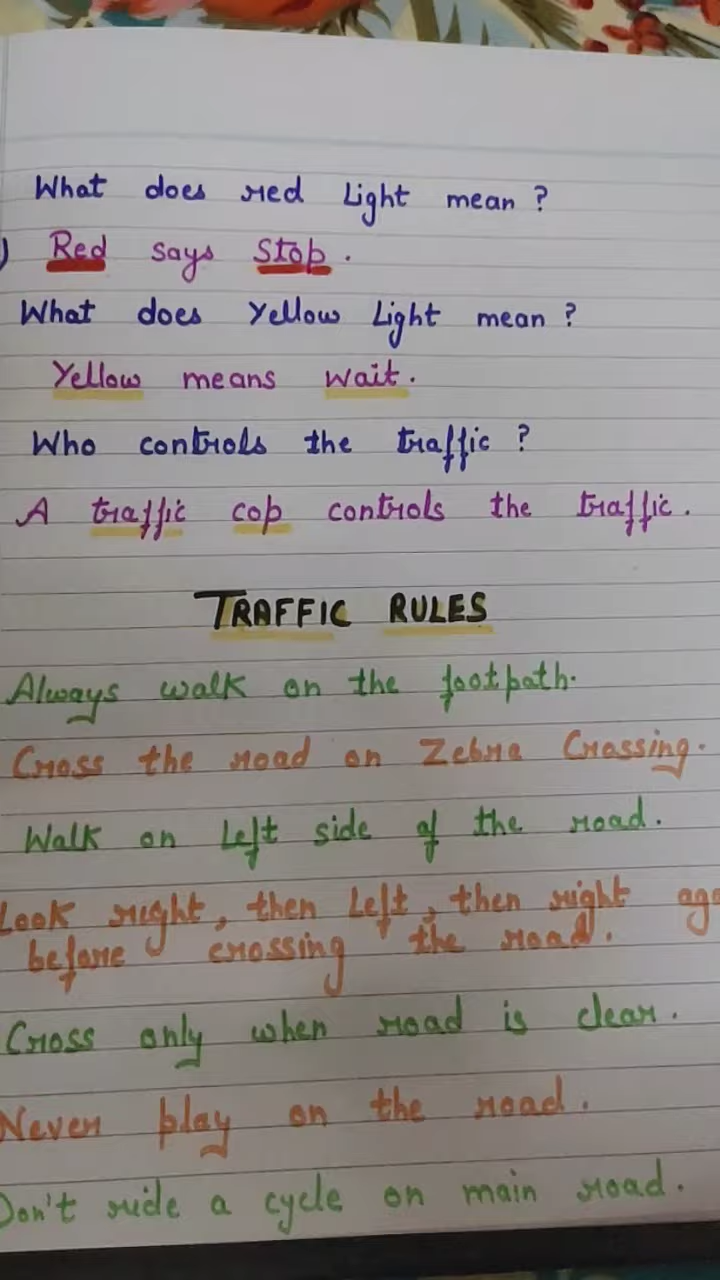 What does red Light mean ?
) Red says Stop .
What does Yellow Light mean ?
Yellow means wait .
Who controls the traffic ?
A traffic cop controls the traffic .
TRAFFIC RULES
Always walk on the footpath.
Cross the road on Zebra Crossing.
Walk on Left side of the road .
Look right, then Left, then right aga
before crossing the road .
Cross only when road is clear .
Never play on the road .
Don't ride a cycle on main road .